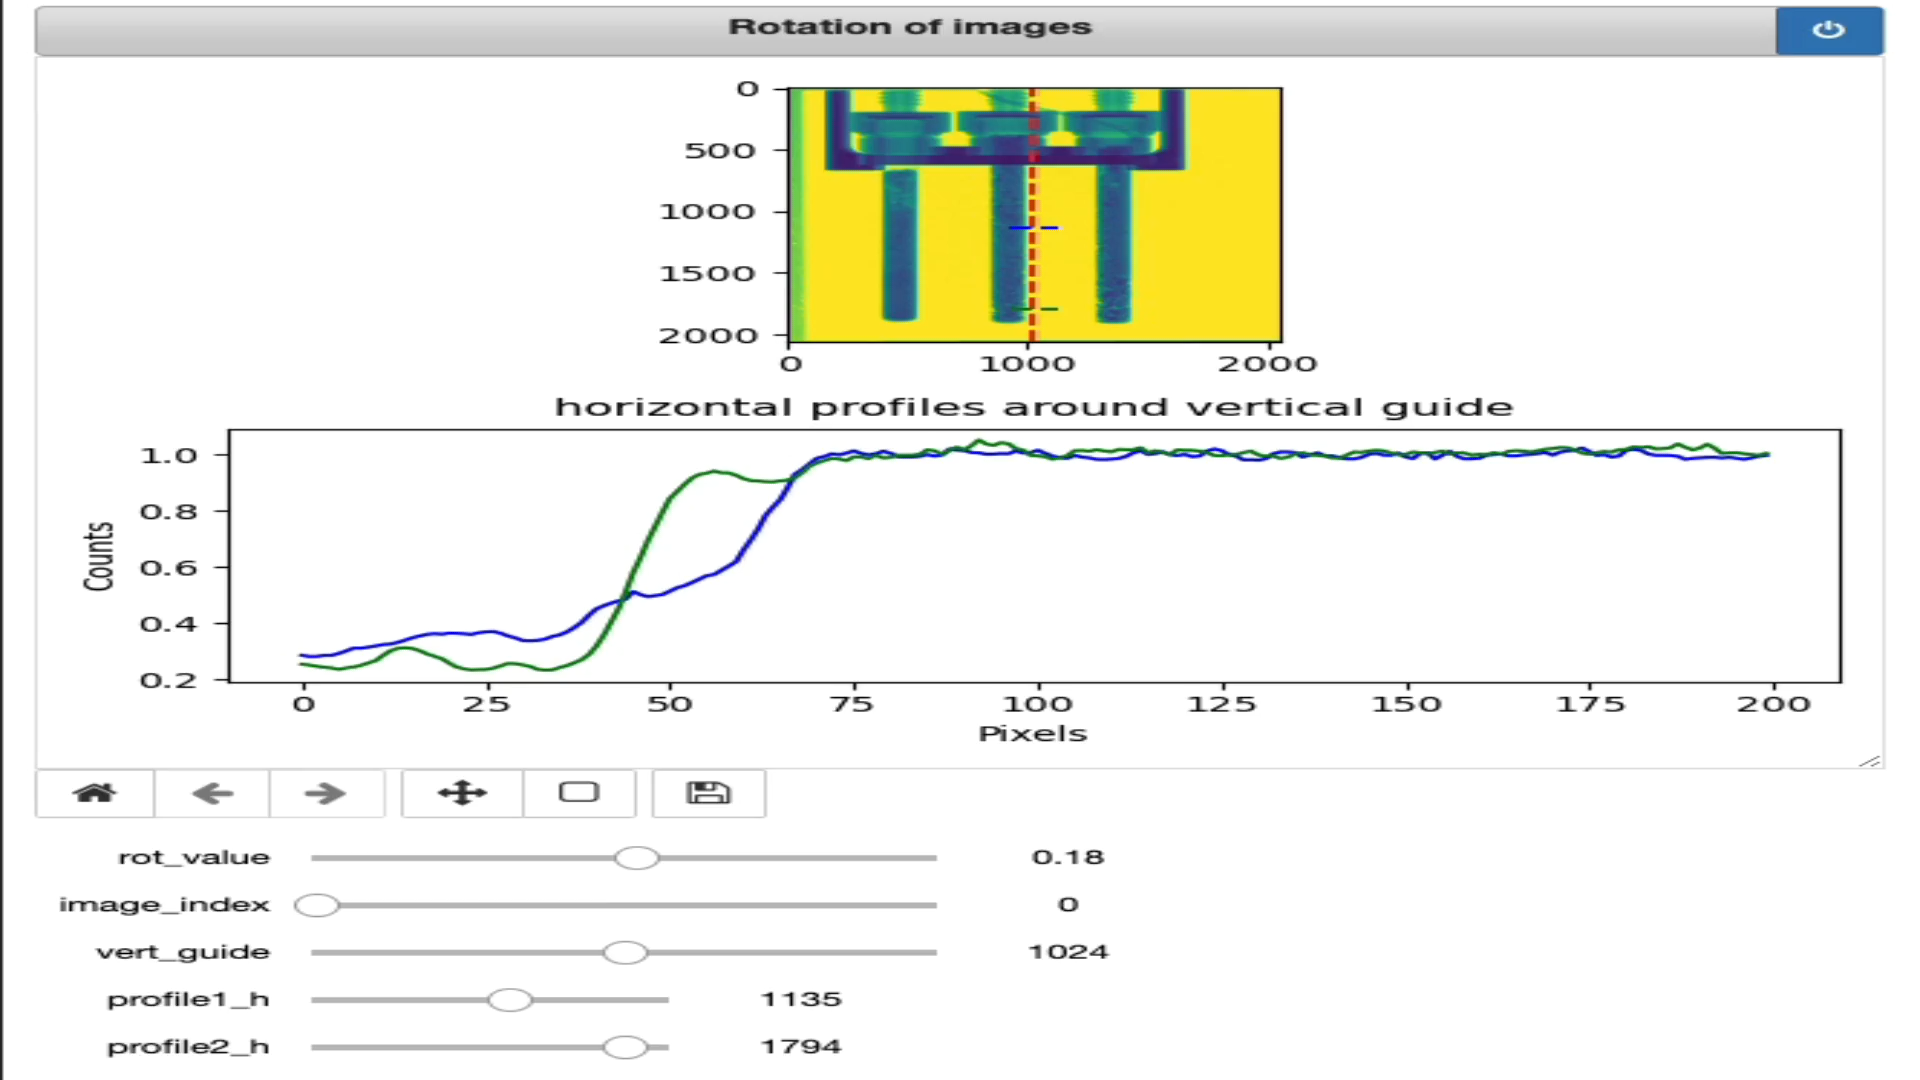 Rotation of images
0
500
1000
1500
2000
0 1000 2000
horizontal profiles around vertical guide
1.0
0.8
0.6
0.4
0.2
Counts
0 25 50 75 100 125 150 175 200
Pixels
rot_value 0.18
image_index 0
vert_guide 1024
profile1_h 1135
profile2_h 1794